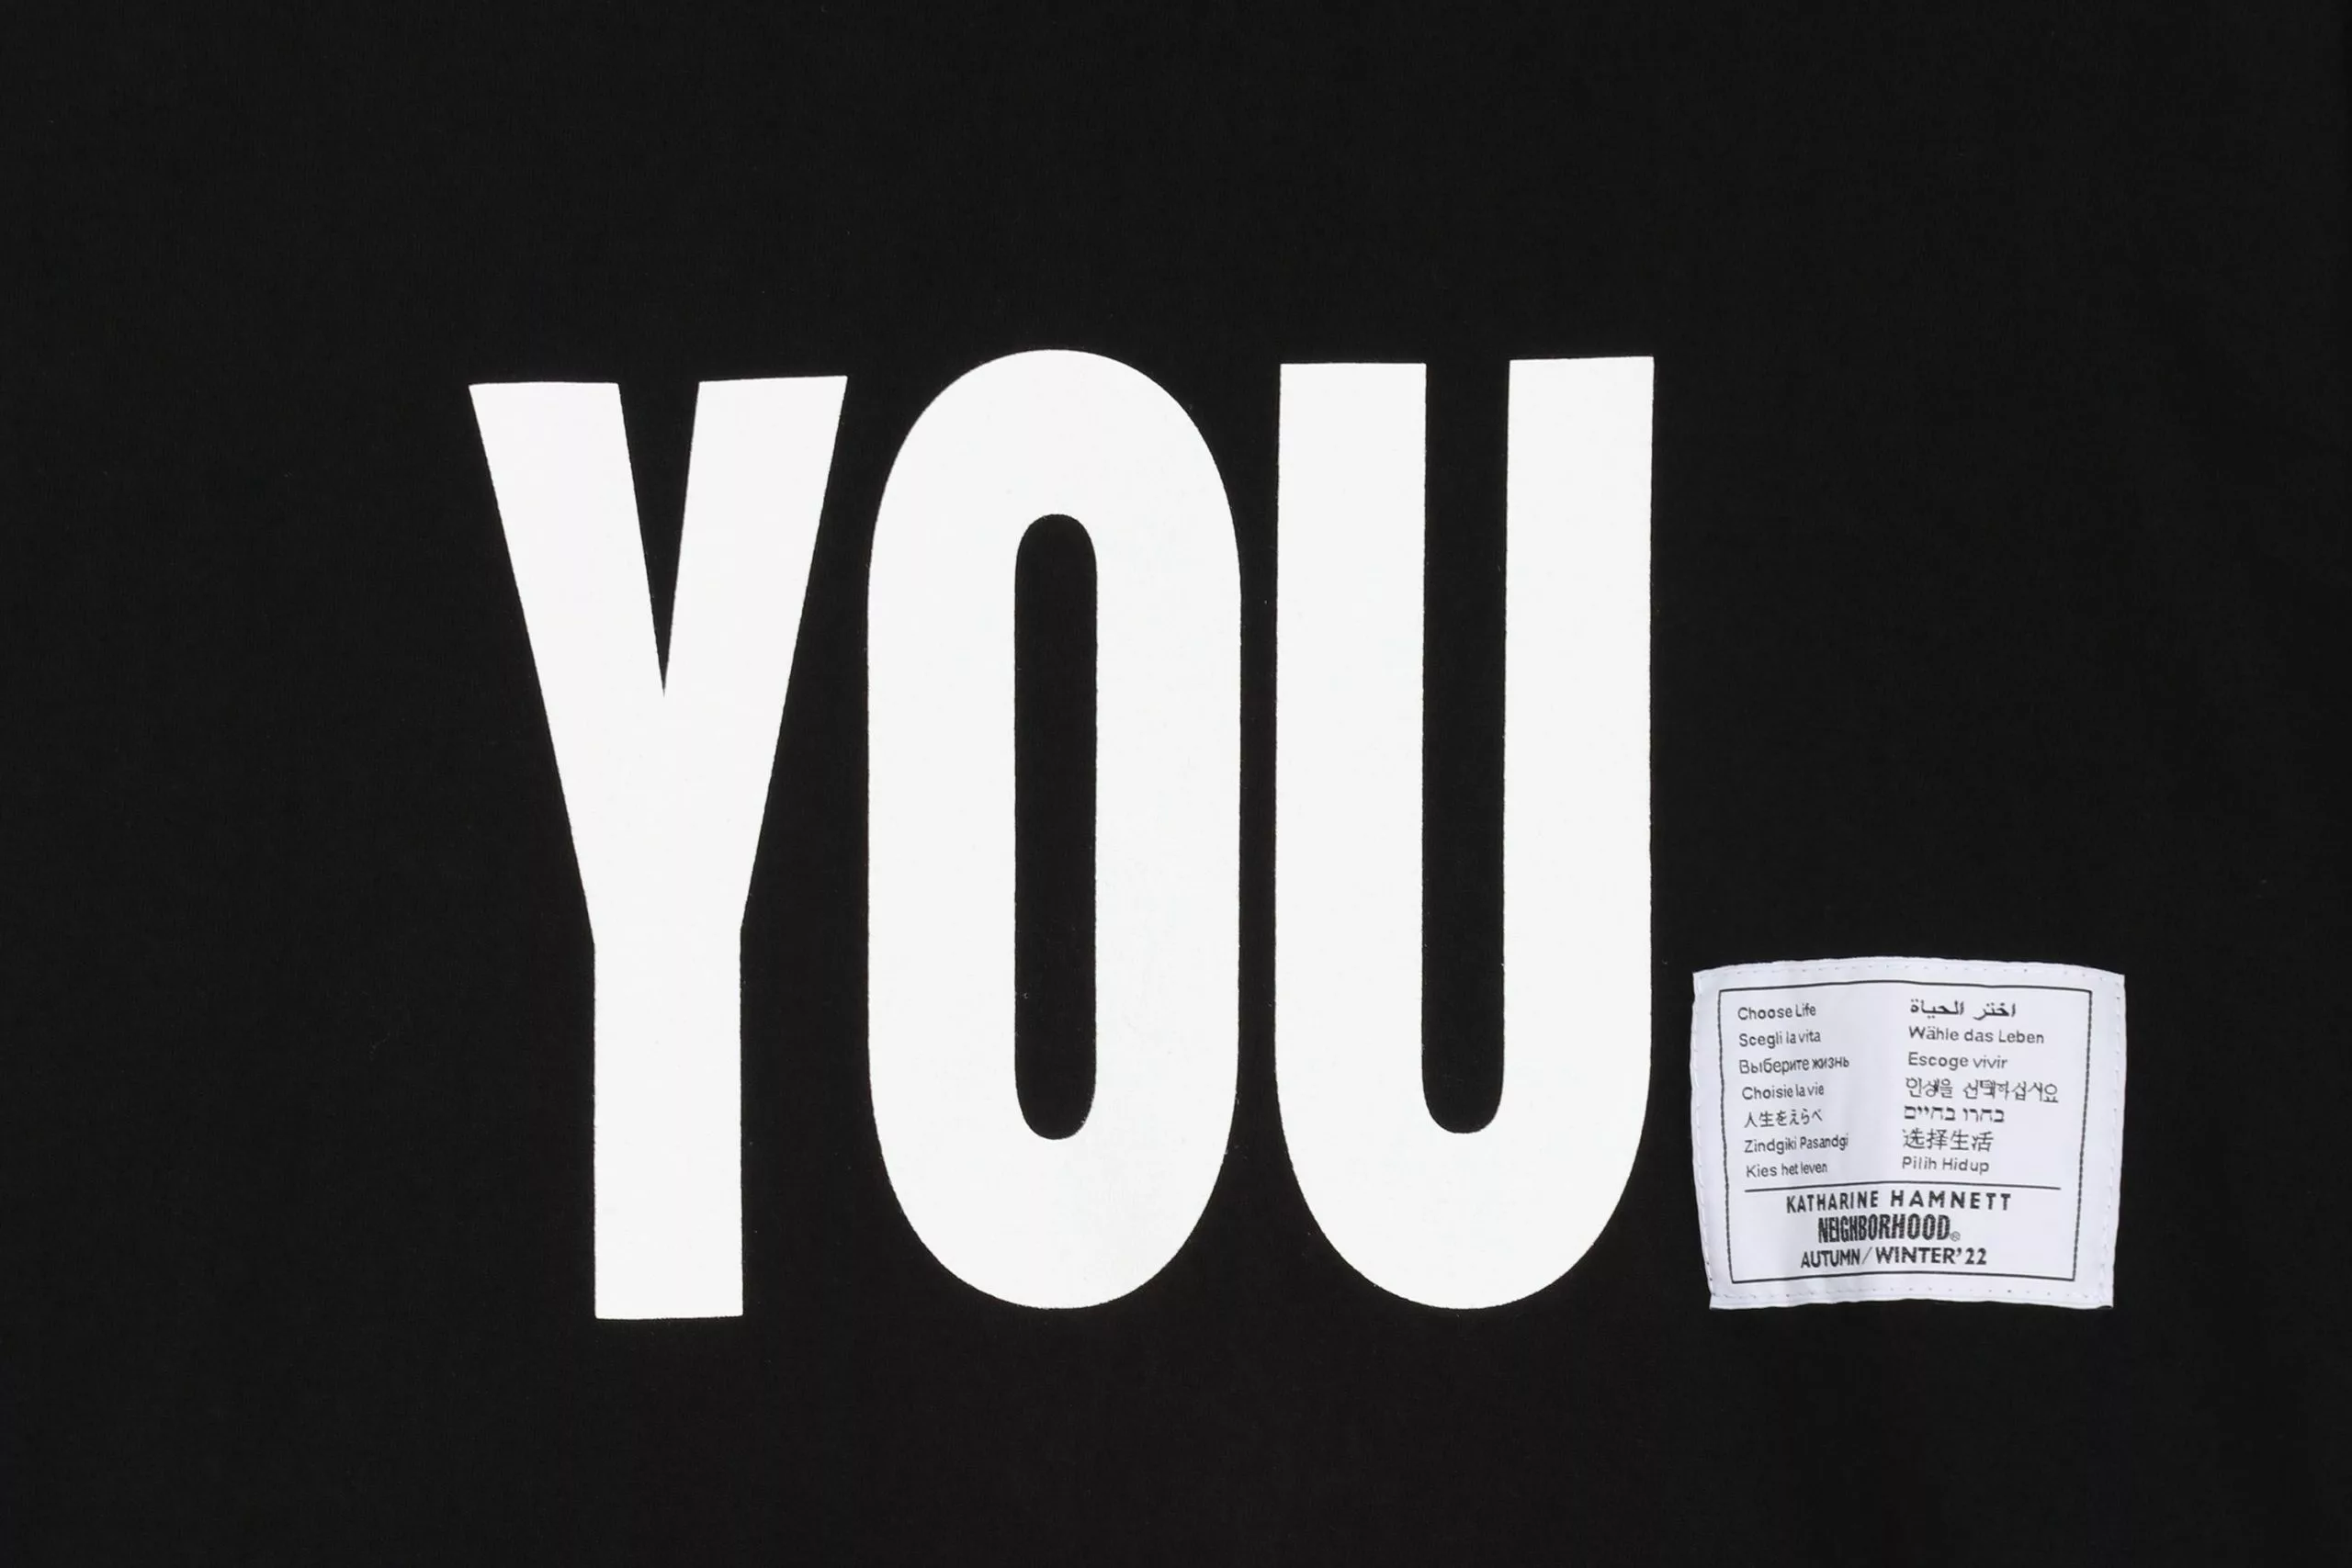 YOU
Choose Life
Scegli la vita
Выберите жизнь
Choisie la vie
人生をえらべ
Zindgiki Pasandgi
Kies het leven
اختر الحياة
Wähle das Leben
Escoge vivir
인생을 선택하십시요
בחרו בחיים
选择生活
Pilih Hidup
KATHARINE HAMNETT
NEIGHBORHOOD®
AUTUMN/WINTER'22